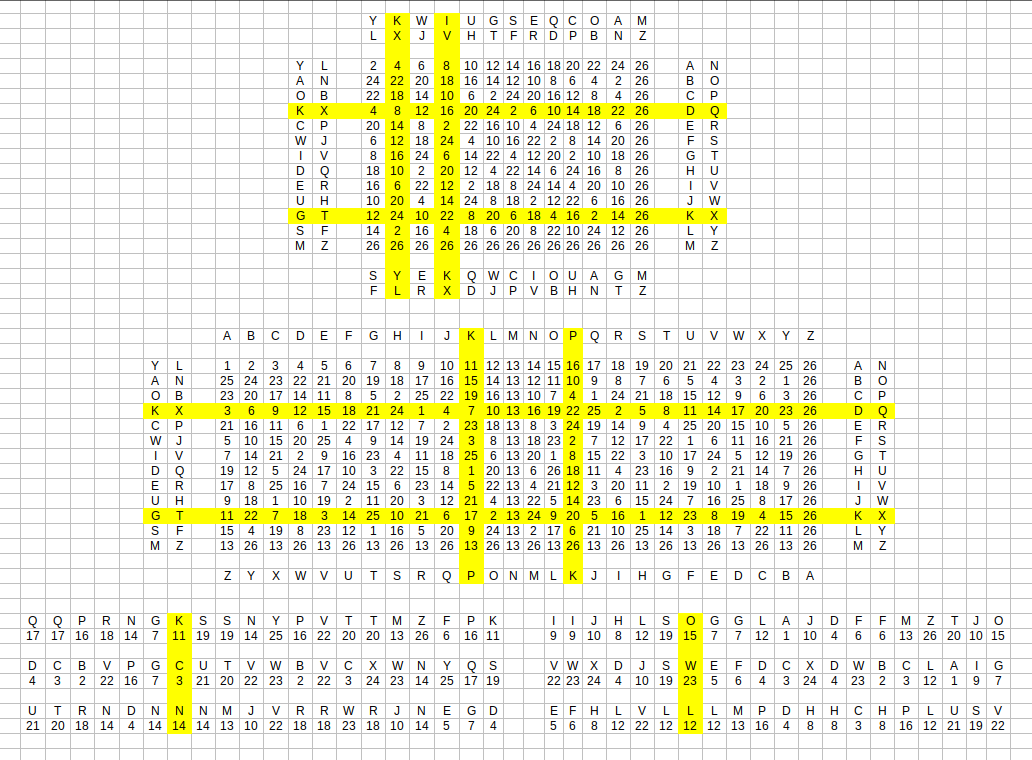 Y K W I U G S E Q C O A M
L X J V H T F R D P B N Z
Y L 2 4 6 8 10 12 14 16 18 20 22 24 26 A N
A N 24 22 20 18 16 14 12 10 8 6 4 2 26 B O
O B 22 18 14 10 6 2 24 20 16 12 8 4 26 C P
K X 4 8 12 16 20 24 2 6 10 14 18 22 26 D Q
C P 20 14 8 2 22 16 10 4 24 18 12 6 26 E R
W J 6 12 18 24 4 10 16 22 2 8 14 20 26 F S
I V 8 16 24 6 14 22 4 12 20 2 10 18 26 G T
D Q 18 10 2 20 12 4 22 14 6 24 16 8 26 H U
E R 16 6 22 12 2 18 8 24 14 4 20 10 26 I V
U H 10 20 4 14 24 8 18 2 12 22 6 16 26 J W
G T 12 24 10 22 8 20 6 18 4 16 2 14 26 K X
S F 14 2 16 4 18 6 20 8 22 10 24 12 26 L Y
M Z 26 26 26 26 26 26 26 26 26 26 26 26 26 M Z
S Y E K Q W C I O U A G M
F L R X D J P V B H N T Z
A B C D E F G H I J K L M N O P Q R S T U V W X Y Z
Y L 1 2 3 4 5 6 7 8 9 10 11 12 13 14 15 16 17 18 19 20 21 22 23 24 25 26 A N
A N 25 24 23 22 21 20 19 18 17 16 15 14 13 12 11 10 9 8 7 6 5 4 3 2 1 26 B O
O B 23 20 17 14 11 8 5 2 25 22 19 16 13 10 7 4 1 24 21 18 15 12 9 6 3 26 C P
K X 3 6 9 12 15 18 21 24 1 4 7 10 13 16 19 22 25 2 5 8 11 14 17 20 23 26 D Q
C P 21 16 11 6 1 22 17 12 7 2 23 18 13 8 3 24 19 14 9 4 25 20 15 10 5 26 E R
W J 5 10 15 20 25 4 9 14 19 24 3 8 13 18 23 2 7 12 17 22 1 6 11 16 21 26 F S
I V 7 14 21 2 9 16 23 4 11 18 25 6 13 20 1 8 15 22 3 10 17 24 5 12 19 26 G T
D Q 19 12 5 24 17 10 3 22 15 8 1 20 13 6 26 18 11 4 23 16 9 2 21 14 7 26 H U
E R 17 8 25 16 7 24 15 6 23 14 5 22 13 4 21 12 3 20 11 2 19 10 1 18 9 26 I V
U H 9 18 1 10 19 2 11 20 3 12 21 4 13 22 5 14 23 6 15 24 7 16 25 8 17 26 J W
G T 11 22 7 18 3 14 25 10 21 6 17 2 13 24 9 20 5 16 1 12 23 8 19 4 15 26 K X
S F 15 4 19 8 23 12 1 16 5 20 9 24 13 2 17 6 21 10 25 14 3 18 7 22 11 26 L Y
M Z 13 26 13 26 13 26 13 26 13 26 13 26 13 26 13 26 13 26 13 26 13 26 13 26 13 26 M Z
Z Y X W V U T S R Q P O N M L K J I H G F E D C B A
Q Q P R N G K S S N Y P V T T M Z F P K I I J H L S O G G L A J D F F M Z T J O
17 17 16 18 14 7 11 19 19 14 25 16 22 20 20 13 26 6 16 11 9 9 10 8 12 19 15 7 7 12 1 10 4 6 6 13 26 20 10 15
D C B V P G C U T V W B V C X W N Y Q S V W X D J S W E F D C X D W B C L A I G
4 3 2 22 16 7 3 21 20 22 23 2 22 3 24 23 14 25 17 19 22 23 24 4 10 19 23 5 6 4 3 24 4 23 2 3 12 1 9 7
U T R N D N N N M J V R R W R J N E G D E F H L V L L L M P D H H C H P L U S V
21 20 18 14 4 14 14 14 13 10 22 18 18 23 18 10 14 5 7 4 5 6 8 12 22 12 12 12 13 16 4 8 8 3 8 16 12 21 19 22